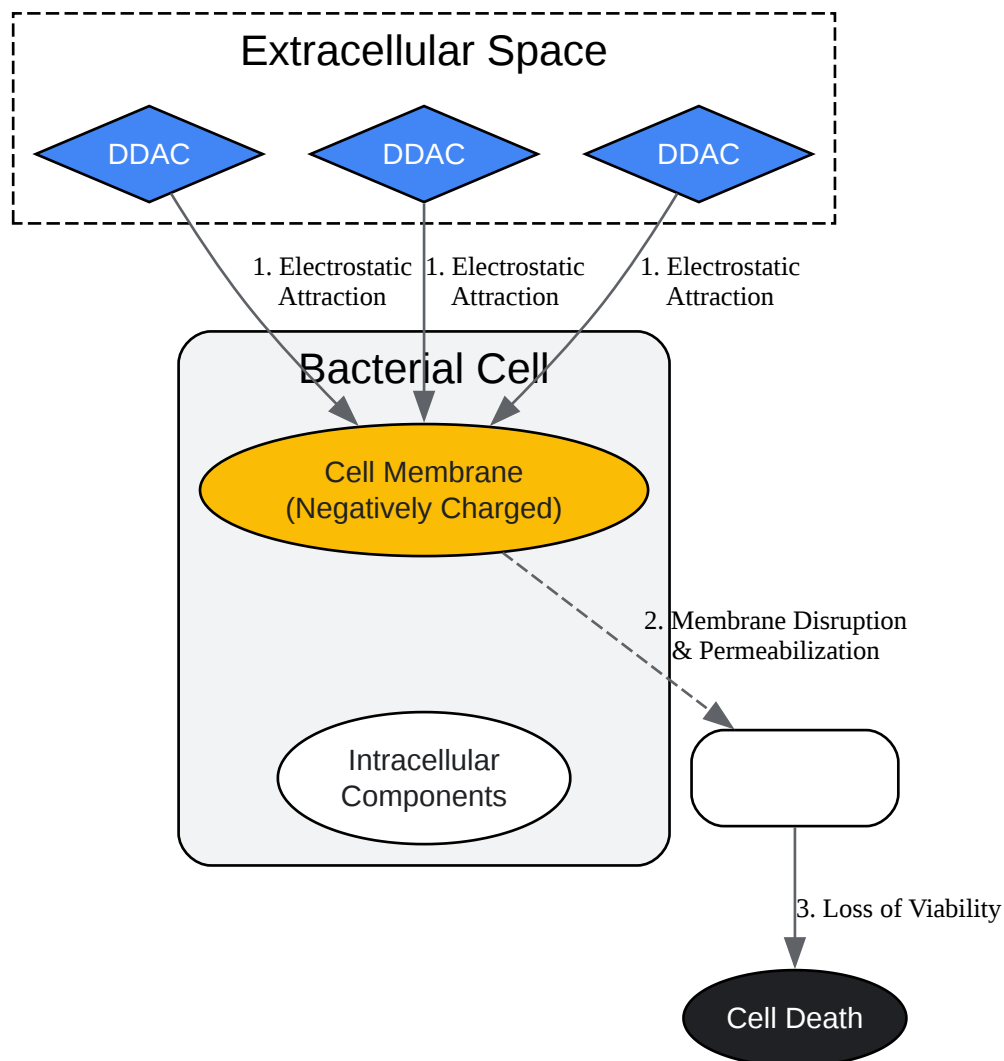 Extracellular Space
DDAC
DDAC
DDAC
1. Electrostatic
Attraction
1. Electrostatic
Attraction
1. Electrostatic
Attraction
Bacterial Cell
Cell Membrane
(Negatively Charged)
2. Membrane Disruption
& Permeabilization
Intracellular
Components
3. Loss of Viability
Cell Death